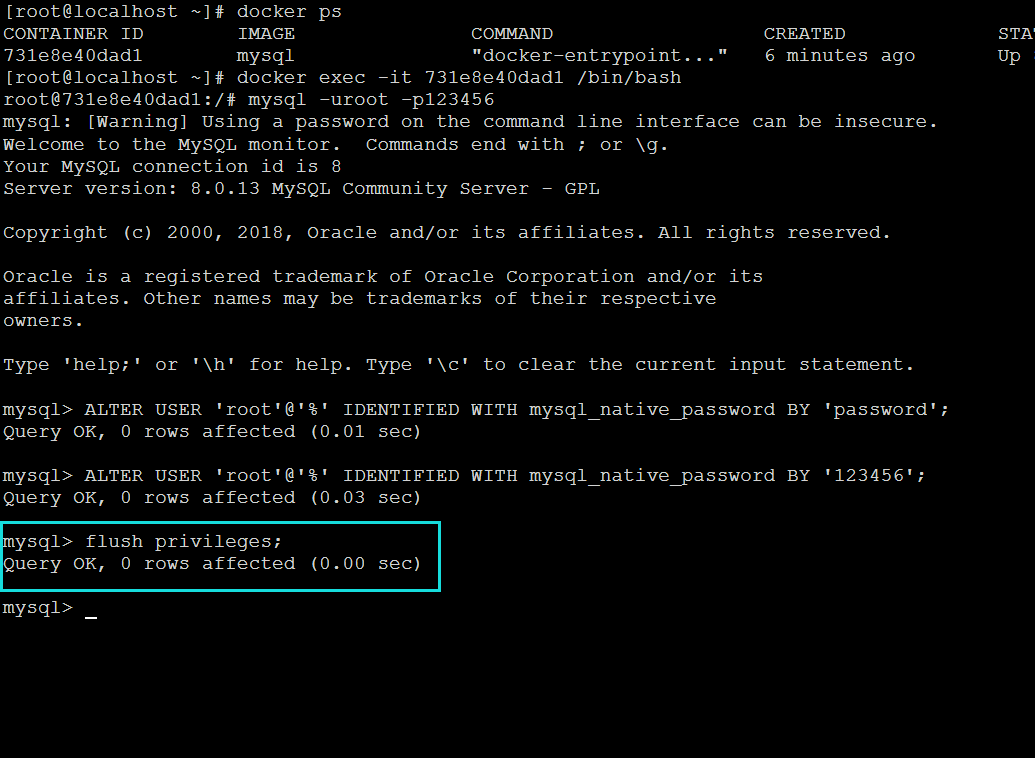 [root@localhost ~]# docker ps
CONTAINER ID        IMAGE               COMMAND                  CREATED             STA
731e8e40dad1        mysql               "docker-entrypoint..."   6 minutes ago       Up
[root@localhost ~]# docker exec -it 731e8e40dad1 /bin/bash
root@731e8e40dad1:/# mysql -uroot -p123456
mysql: [Warning] Using a password on the command line interface can be insecure.
Welcome to the MySQL monitor.  Commands end with ; or \g.
Your MySQL connection id is 8
Server version: 8.0.13 MySQL Community Server - GPL
Copyright (c) 2000, 2018, Oracle and/or its affiliates. All rights reserved.
Oracle is a registered trademark of Oracle Corporation and/or its
affiliates. Other names may be trademarks of their respective
owners.
Type 'help;' or '\h' for help. Type '\c' to clear the current input statement.
mysql> ALTER USER 'root'@'%' IDENTIFIED WITH mysql_native_password BY 'password';
Query OK, 0 rows affected (0.01 sec)
mysql> ALTER USER 'root'@'%' IDENTIFIED WITH mysql_native_password BY '123456';
Query OK, 0 rows affected (0.03 sec)
mysql> flush privileges;
Query OK, 0 rows affected (0.00 sec)
mysql> _